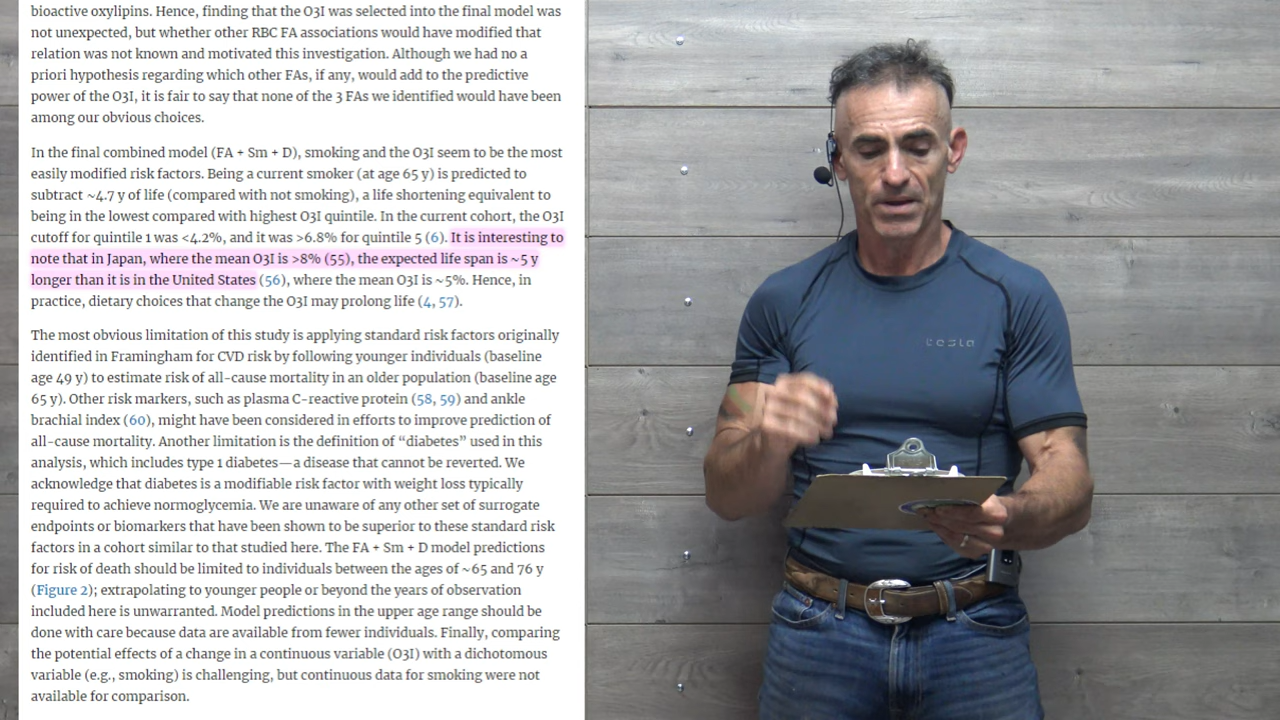 bioactive oxylipins. Hence, finding that the O3I was selected into the final model was
not unexpected, but whether other RBC FA associations would have modified that
relation was not known and motivated this investigation. Although we had no a
priori hypothesis regarding which other FAs, if any, would add to the predictive
power of the O3I, it is fair to say that none of the 3 FAs we identified would have been
among our obvious choices.
In the final combined model (FA + Sm + D), smoking and the O3I seem to be the most
easily modified risk factors. Being a current smoker (at age 65 y) is predicted to
subtract ~4.7 y of life (compared with not smoking), a life shortening equivalent to
being in the lowest compared with highest O3I quintile. In the current cohort, the O3I
cutoff for quintile 1 was <4.2%, and it was >6.8% for quintile 5 (6). It is interesting to
note that in Japan, where the mean O3I is >8% (55), the expected life span is ~5 y
longer than it is in the United States (56), where the mean O3I is ~5%. Hence, in
practice, dietary choices that change the O3I may prolong life (4, 57).
The most obvious limitation of this study is applying standard risk factors originally
identified in Framingham for CVD risk by following younger individuals (baseline
age 49 y) to estimate risk of all-cause mortality in an older population (baseline age
65 y). Other risk markers, such as plasma C-reactive protein (58, 59) and ankle
brachial index (60), might have been considered in efforts to improve prediction of
all-cause mortality. Another limitation is the definition of “diabetes” used in this
analysis, which includes type 1 diabetes—a disease that cannot be reverted. We
acknowledge that diabetes is a modifiable risk factor with weight loss typically
required to achieve normoglycemia. We are unaware of any other set of surrogate
endpoints or biomarkers that have been shown to be superior to these standard risk
factors in a cohort similar to that studied here. The FA + Sm + D model predictions
for risk of death should be limited to individuals between the ages of ~65 and 76 y
(Figure 2); extrapolating to younger people or beyond the years of observation
included here is unwarranted. Model predictions in the upper age range should be
done with care because data are available from fewer individuals. Finally, comparing
the potential effects of a change in a continuous variable (O3I) with a dichotomous
variable (e.g., smoking) is challenging, but continuous data for smoking were not
available for comparison.
tesla